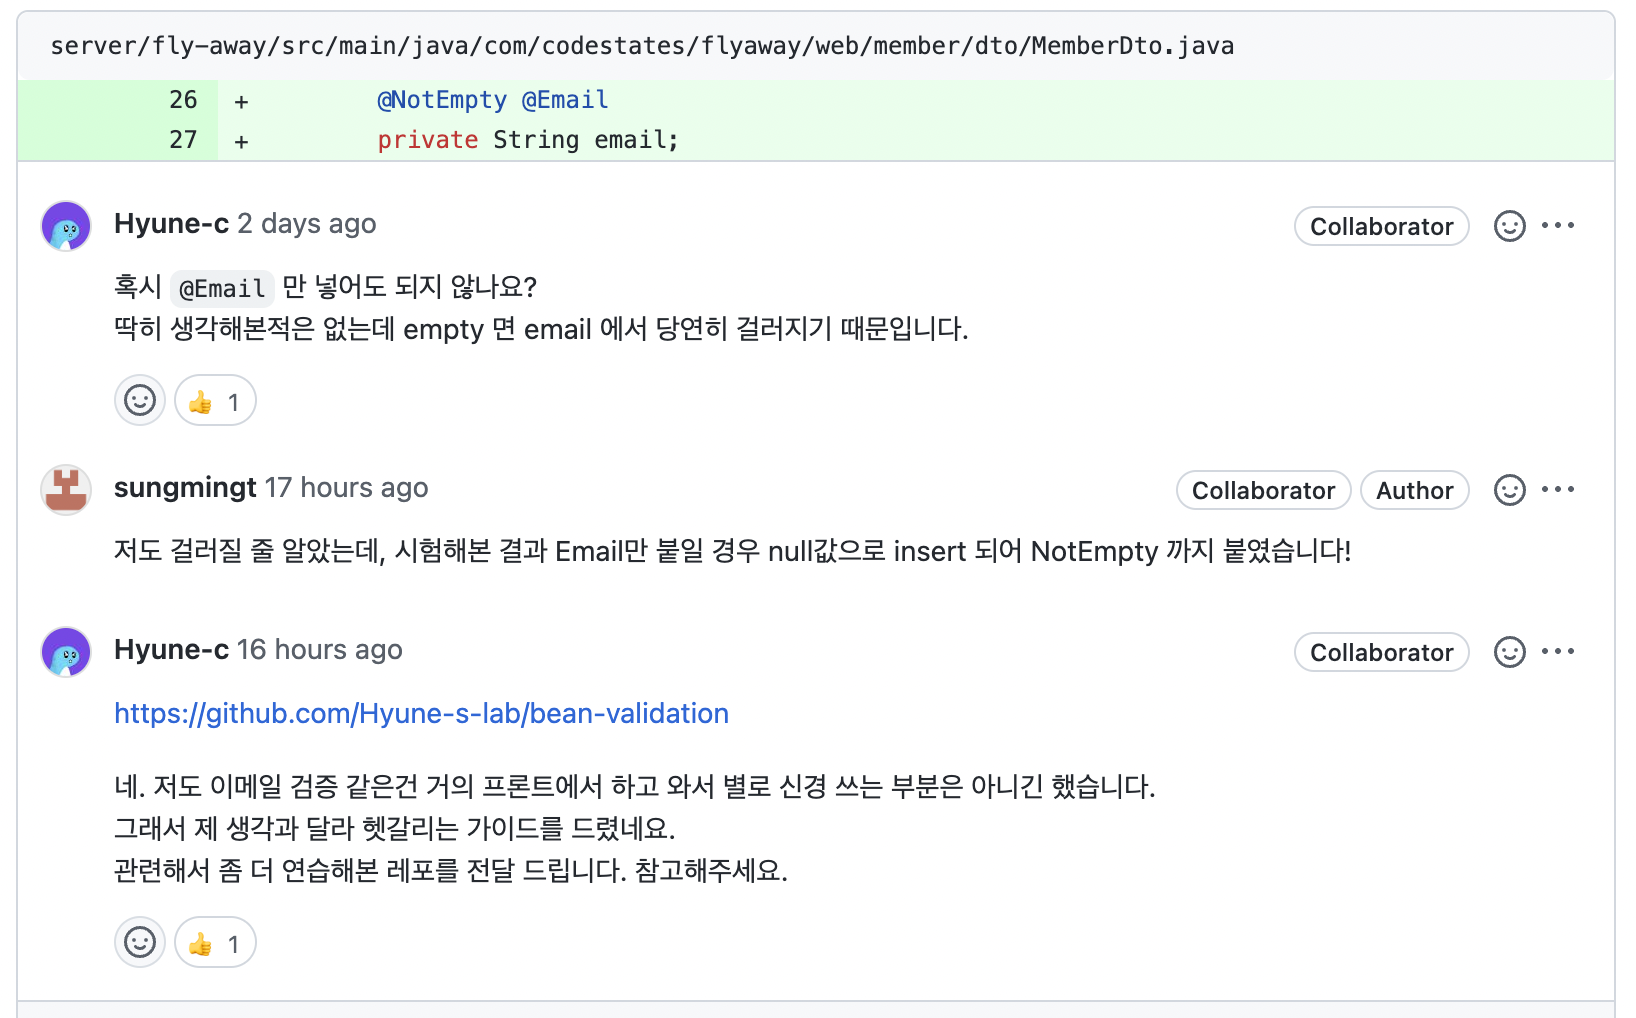 server/fly-away/src/main/java/com/codestates/flyaway/web/member/dto/MemberDto.java
26 + @NotEmpty @Email
27 + private String email;
Hyune-c 2 days ago Collaborator
혹시 @Email 만 넣어도 되지 않나요?
딱히 생각해본적은 없는데 empty 면 email 에서 당연히 걸러지기 때문입니다.
👍 1
sungmingt 17 hours ago Collaborator Author
저도 걸러질 줄 알았는데, 시험해본 결과 Email만 붙일 경우 null값으로 insert 되어 NotEmpty 까지 붙였습니다!
Hyune-c 16 hours ago Collaborator
https://github.com/Hyune-s-lab/bean-validation
네. 저도 이메일 검증 같은건 거의 프론트에서 하고 와서 별로 신경 쓰는 부분은 아니긴 했습니다.
그래서 제 생각과 달라 헷갈리는 가이드를 드렸네요.
관련해서 좀 더 연습해본 레포를 전달 드립니다. 참고해주세요.
👍 1